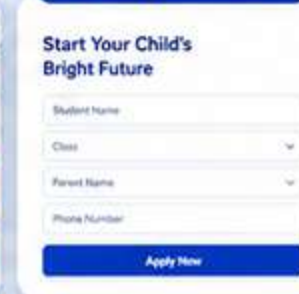 Start Your Child's
Bright Future
Student Name
Class
Parent Name
Phone Number
Apply Now